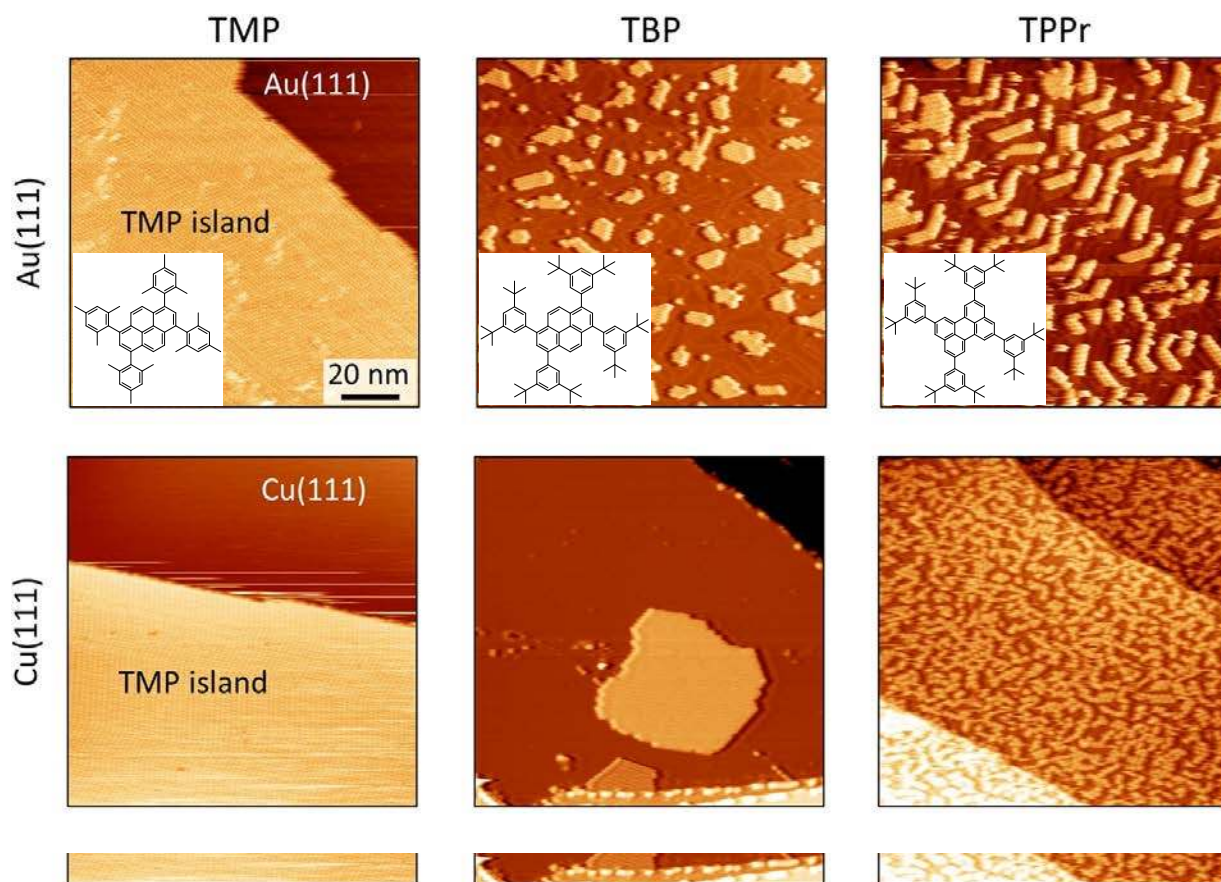 TMP
TBP
TPPr
Au(111)
Au(111)
TMP island
20 nm
Cu(111)
Cu(111)
TMP island